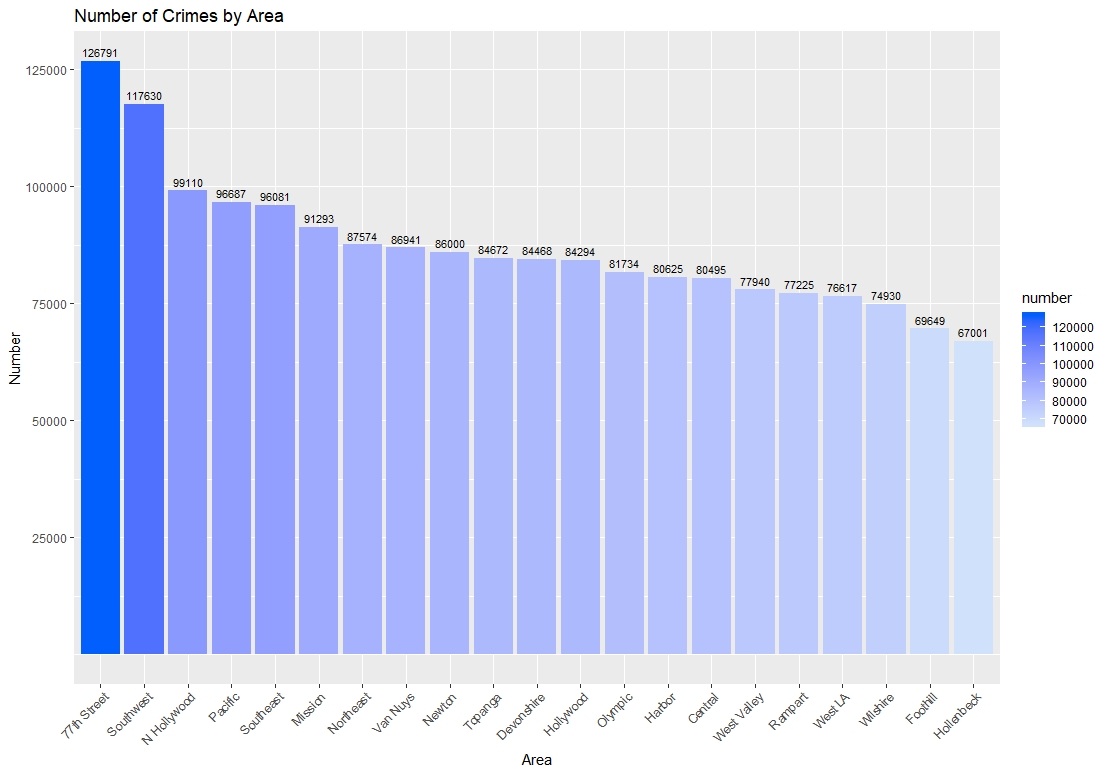 Number of Crimes by Area
Number
125000
100000
75000
50000
25000
126791
117630
99110
96687
96081
91293
87574
86941
86000
84672
84468
84294
81734
80625
80495
77940
77225
76617
74930
69649
67001
77th Street
Southwest
N Hollywood
Pacific
Southeast
Mission
Northeast
Van Nuys
Newton
Topanga
Devonshire
Hollywood
Olympic
Harbor
Central
West Valley
Rampart
West LA
Wilshire
Foothill
Hollenbeck
Area
number
120000
110000
100000
90000
80000
70000